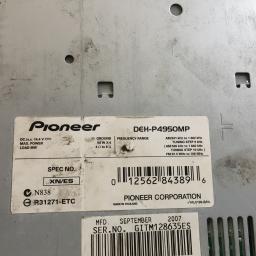 Pioneer
DEH-P4950MP
MAX. POWER
GROUND
FREQUENCY RANGE
SPEC NO.
XN/ES
N838
R31271-ETC
0 12562 84389 6
PIONEER CORPORATION
MFD SEPTEMBER 2007
SER.NO. GITM128635ES